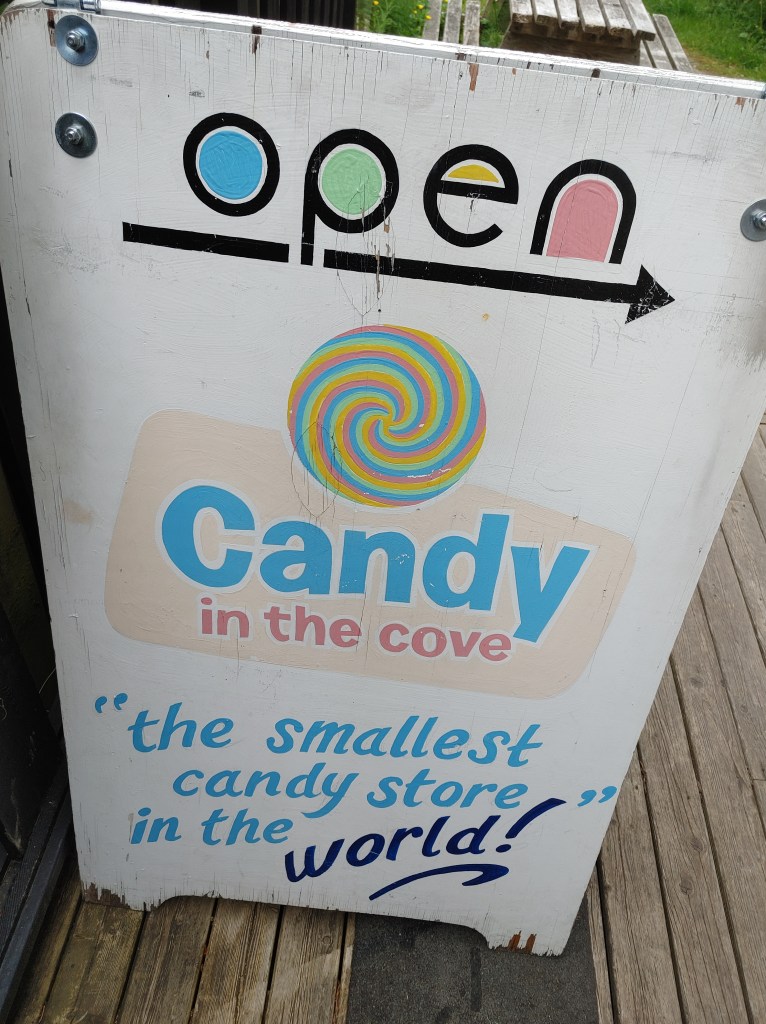 open
Candy
in the cove
"the smallest
candy store
in the world!"